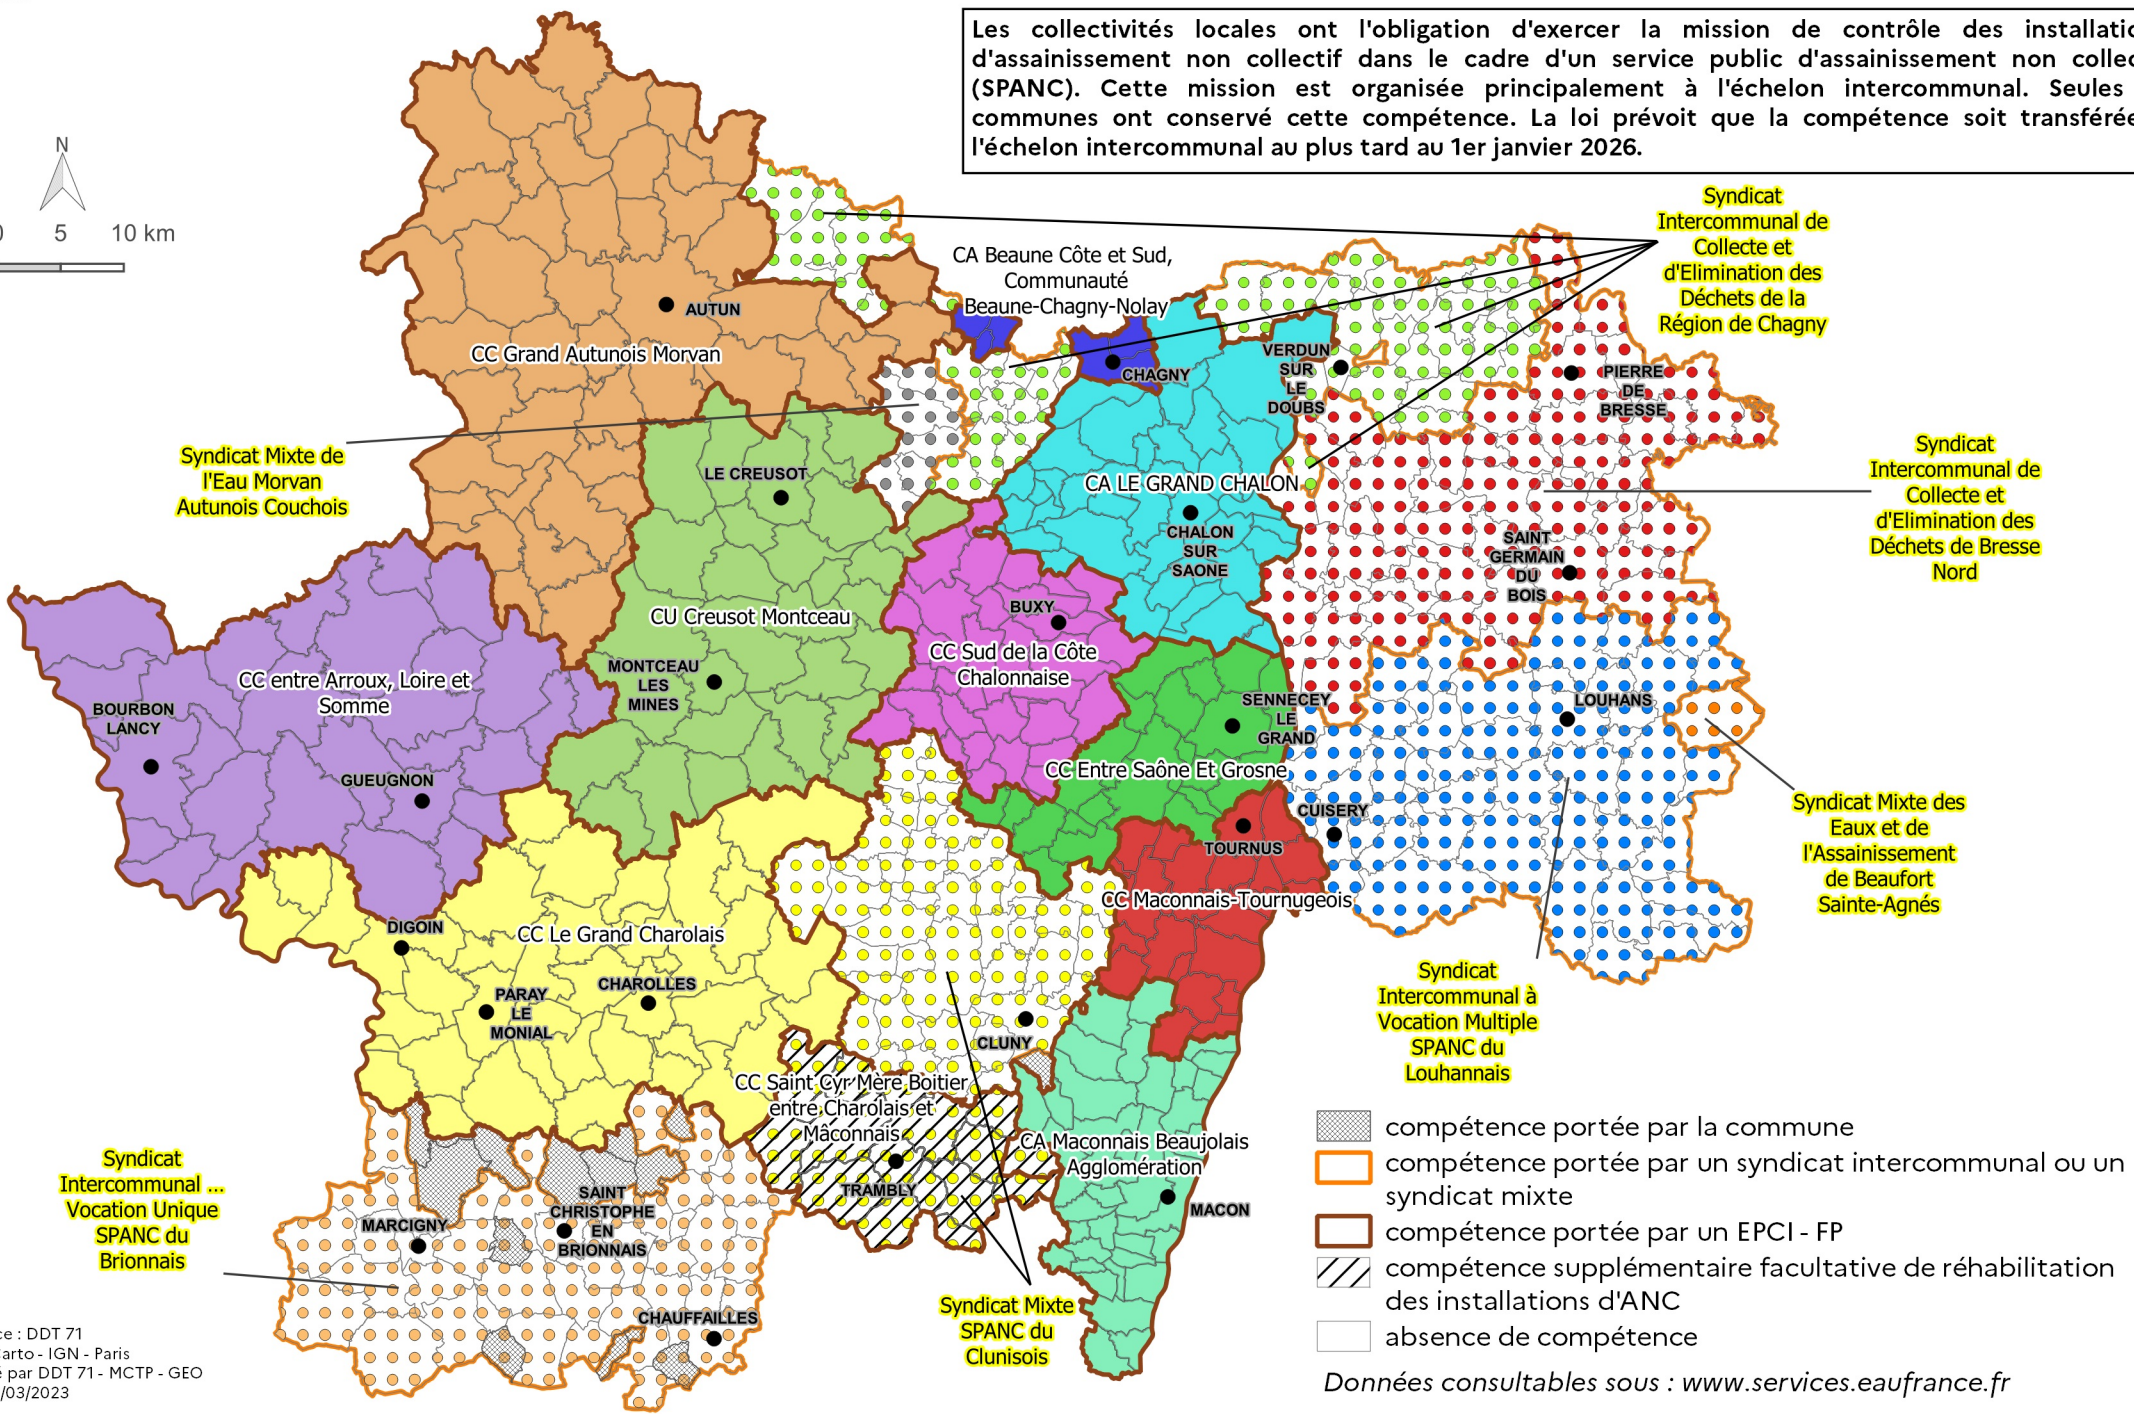 Les collectivités locales ont l'obligation d'exercer la mission de contrôle des
d'assainissement non collectif dans le cadre d'un service public d'assainissement non
(SPANC). Cette mission est organisée principalement à l'échelon intercommunal. Seules
communes ont conservé cette compétence. La loi prévoit que la compétence soit transférée
l'échelon intercommunal au plus tard au 1er janvier 2026.
N
5 10 km
Syndicat
Intercommunal de
Collecte et
d'Elimination des
Déchets de la
Région de Chagny
CA Beaune Côte et Sud,
Communauté
Beaune-Chagny-Nolay
AUTUN
CC Grand Autunois Morvan
CHAGNY
VERDUN
SUR
LE
DOUBS
PIERRE
DE
BRESSE
Syndicat Mixte de
l'Eau Morvan
Autunois Couchois
LE CREUSOT
CA LE GRAND CHALON
CHALON
SUR
SAONE
Syndicat
Intercommunal de
Collecte et
d'Elimination des
Déchets de Bresse
Nord
SAINT
GERMAIN
DU
BOIS
CU Creusot Montceau
BUXY
CC Sud de la Côte
Chalonnaise
MONTCEAU
LES
MINES
CC entre Arroux, Loire et
Somme
BOURBON
LANCY
GUEUGNON
SENNECEY
LE
GRAND
LOUHANS
CC Entre Saône Et Grosne
CUISERY
TOURNUS
Syndicat Mixte des
Eaux et de
l'Assainissement
de Beaufort
Sainte-Agnés
CC Maconnais-Tournugeois
DIGOIN
CC Le Grand Charolais
CHAROLLES
PARAY
LE
MONIAL
CLUNY
Syndicat
Intercommunal à
Vocation Multiple
SPANC du
Louhannais
CC Saint Cyr Mère Boitier
entre Charolais et
Mâconnais
TRAMBLY
CA Maconnais Beaujolais
Agglomération
MACON
Syndicat
Intercommunal ...
Vocation Unique
SPANC du
Brionnais
MARCIGNY
SAINT
CHRISTOPHE
EN
BRIONNAIS
CHAUFFAILLES
Syndicat Mixte
SPANC du
Clunisois
compétence portée par la commune
compétence portée par un syndicat intercommunal ou un
syndicat mixte
compétence portée par un EPCI - FP
compétence supplémentaire facultative de réhabilitation
des installations d'ANC
absence de compétence
Données consultables sous : www.services.eaufrance.fr
: DDT 71
- IGN - Paris
par DDT 71 - MCTP - GEO
/03/2023